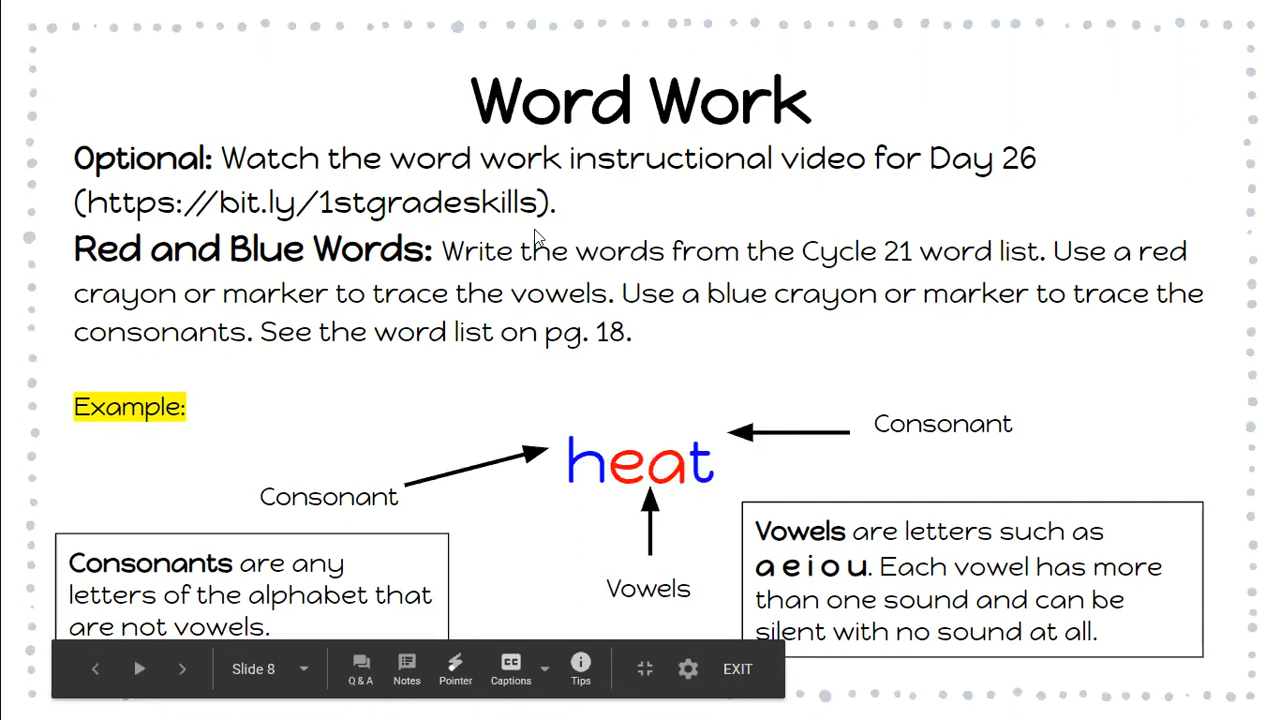 Word Work
Optional: Watch the word work instructional video for Day 26
(https://bit.ly/1stgradeskills).
Red and Blue Words: Write the words from the Cycle 21 word list. Use a red
crayon or marker to trace the vowels. Use a blue crayon or marker to trace the
consonants. See the word list on pg. 18.
Example:
Consonant
heat
Consonant
Vowels
Consonants are any
letters of the alphabet that
are not vowels.
Vowels are letters such as
a e i o u. Each vowel has more
than one sound and can be
silent with no sound at all.
Slide 8
Q & A
Notes
Pointer
CC
Captions
Tips
EXIT